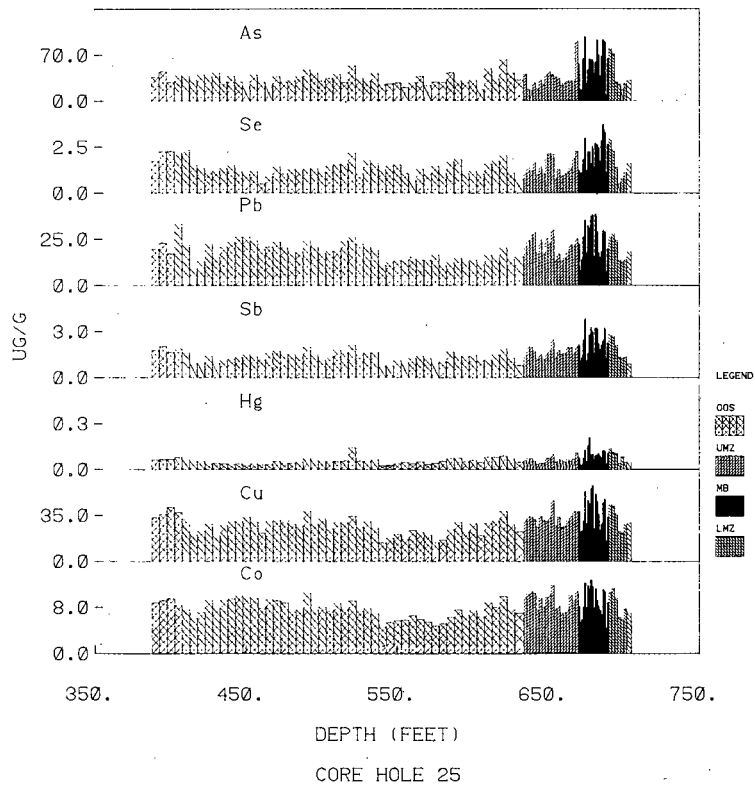 As
70.0
0.0
Se
2.5
0.0
Pb
25.0
0.0
Sb
3.0
0.0
Hg
0.3
0.0
Cu
35.0
0.0
Co
8.0
0.0
UG/G
350. 450. 550. 650. 750.
DEPTH (FEET)
CORE HOLE 25
LEGEND
OOS
UMZ
MB
LMZ